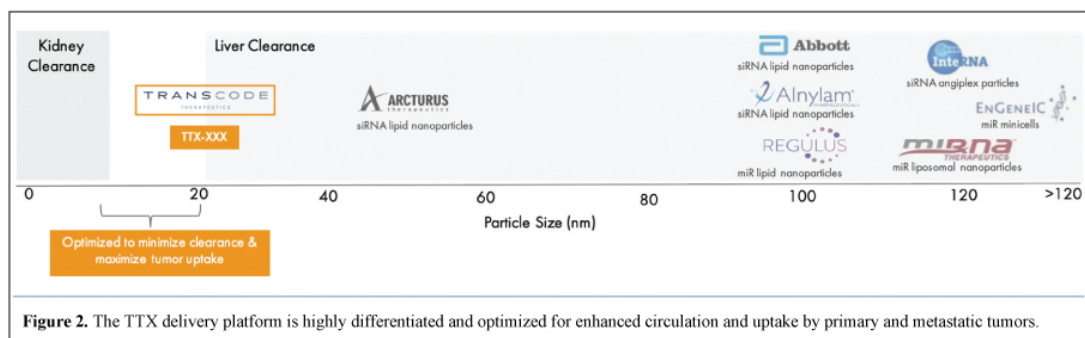 Kidney
Clearance
Liver Clearance
TRANSCODE
THERAPEUTICS
TTX-XXX
ARCTURUS
therapeutics
siRNA lipid nanoparticles
Abbott
siRNA lipid nanoparticles
Alnylam
PHARMACEUTICALS
siRNA lipid nanoparticles
REGULUS
miR lipid nanoparticles
InteRNA
siRNA angiplex particles
ENGENEIC
miR minicells
miRna
THERAPEUTICS
miR liposomal nanoparticles
0 20 40 60 80 100 120 >120
Particle Size (nm)
Optimized to minimize clearance &
maximize tumor uptake
Figure 2. The TTX delivery platform is highly differentiated and optimized for enhanced circulation and uptake by primary and metastatic tumors.